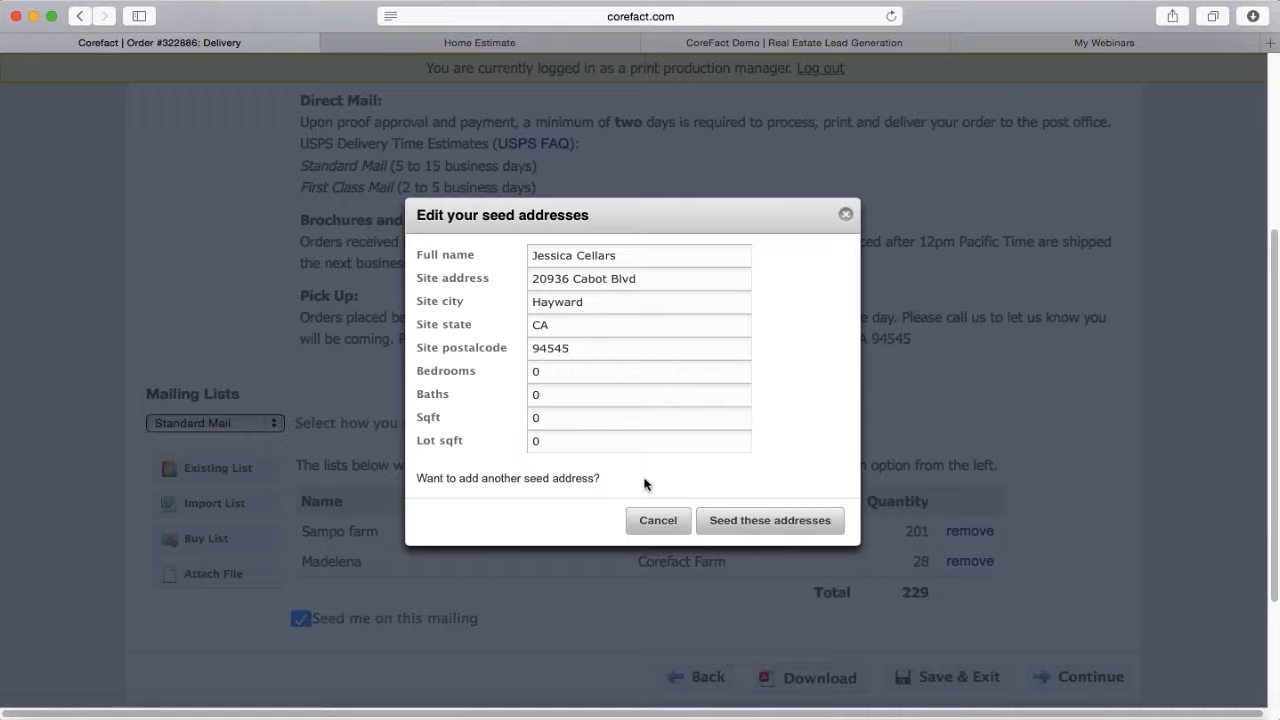 corefact.com
Corefact | Order #322886: Delivery
Home Estimate
CoreFact Demo | Real Estate Lead Generation
My Webinars
You are currently logged in as a print production manager. Log out
Direct Mail:
Upon proof approval and payment, a minimum of two days is required to process, print and deliver your order to the post office.
USPS Delivery Time Estimates (USPS FAQ):
Standard Mail (5 to 15 business days)
First Class Mail (2 to 5 business days)
Brochures and
Orders received
ced after 12pm Pacific Time are shipped
the next busines
Pick Up:
Orders placed be
e day. Please call us to let us know you
will be coming.
A 94545
Edit your seed addresses
Full name Jessica Cellars
Site address 20936 Cabot Blvd
Site city Hayward
Site state CA
Site postalcode 94545
Bedrooms 0
Baths 0
Sqft 0
Lot sqft 0
Want to add another seed address?
Cancel Seed these addresses
Mailing Lists
Standard Mail Select how you
Existing List
Import List
Buy List
Attach File
The lists below w
n option from the left.
Name Quantity
Sampo farm 201 remove
Madelena Corefact Farm 28 remove
Total 229
Seed me on this mailing
Back Download Save & Exit Continue